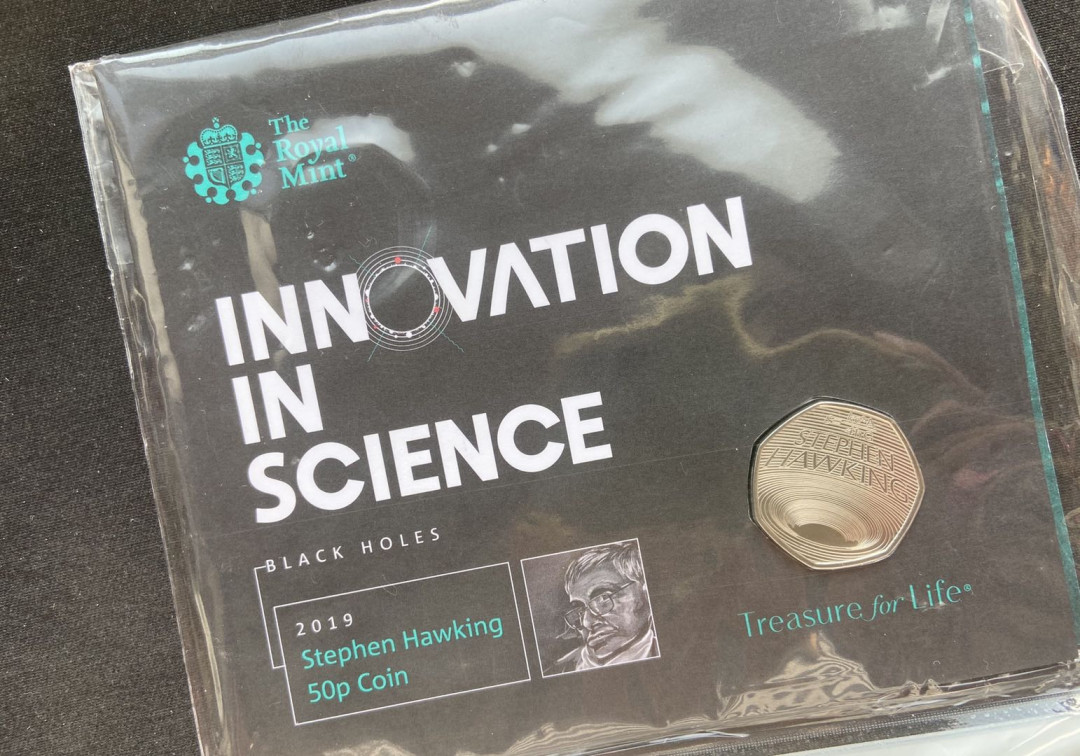 The
Royal
Mint®
INNOVATION
IN
SCIENCE
BLACK HOLES
2019
Stephen Hawking
50p Coin
STEPHEN
HAWKING
Treasure for Life®